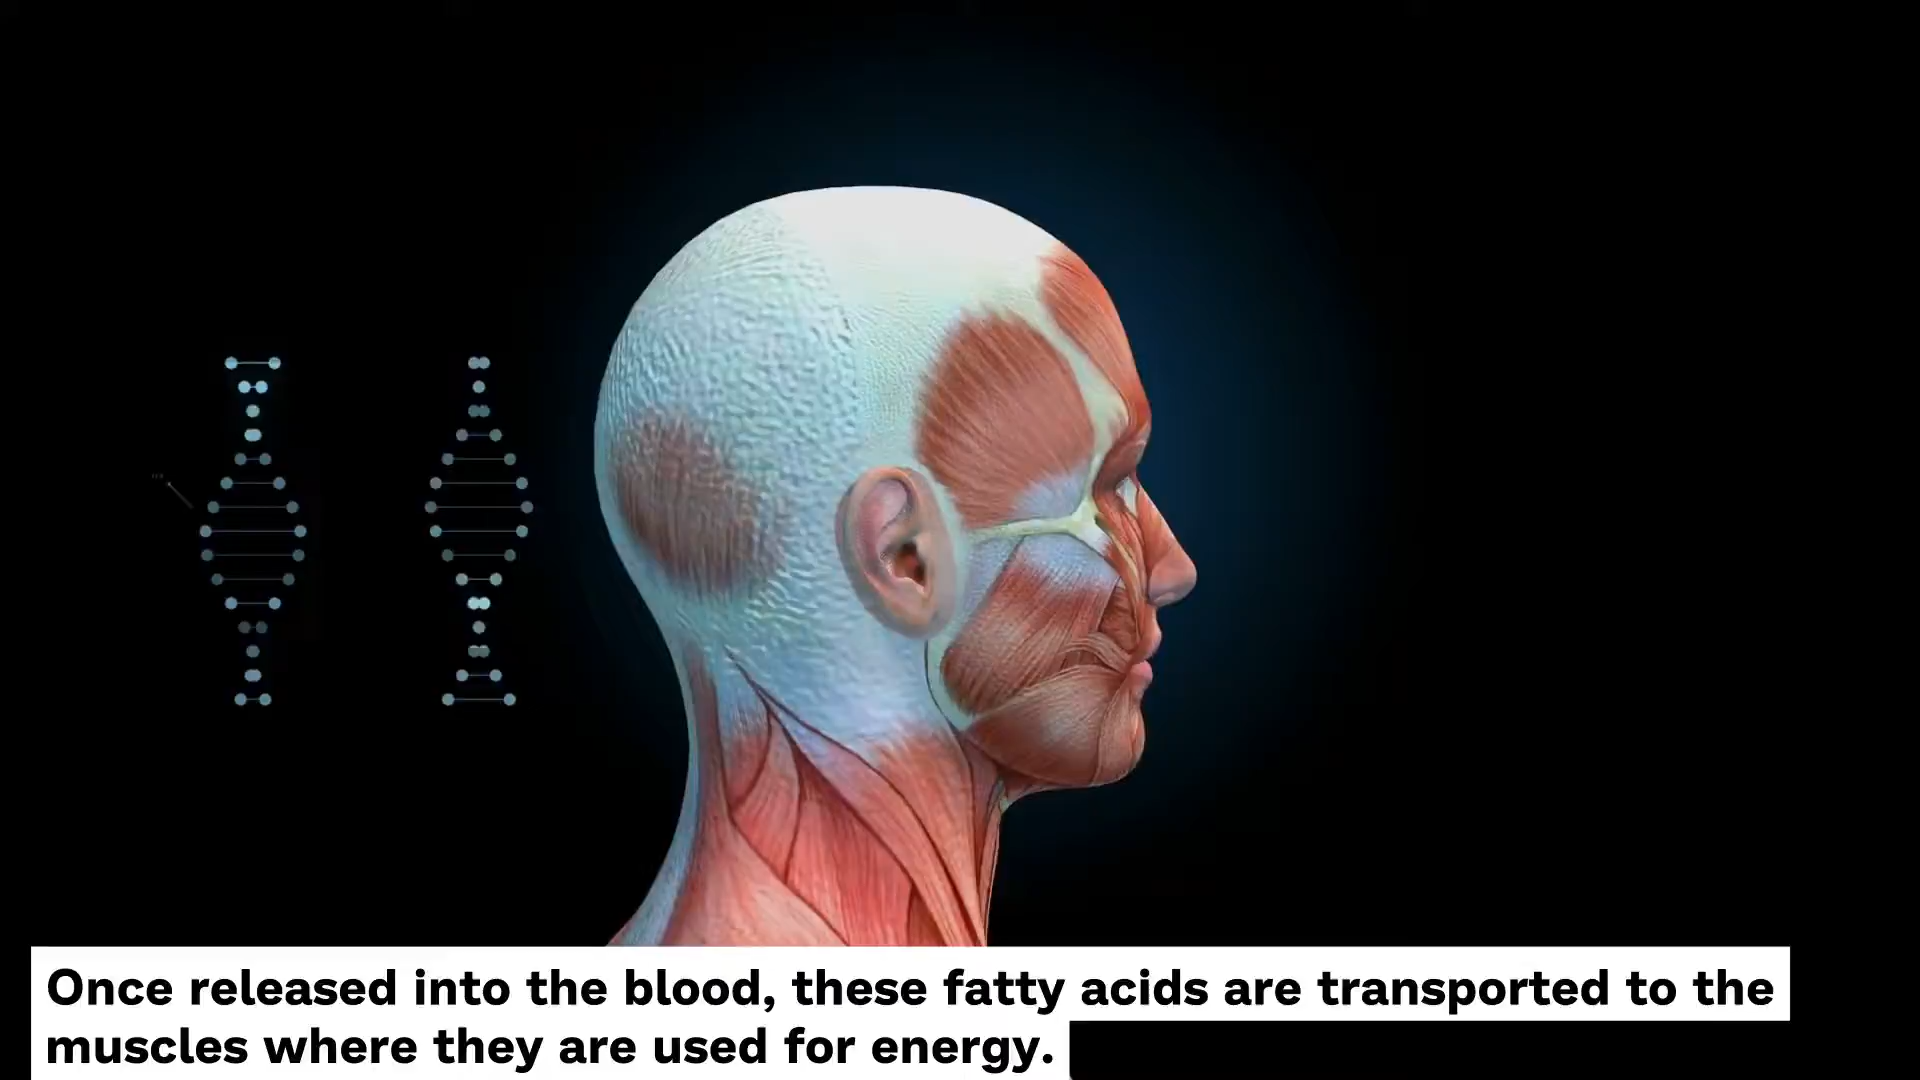 Once released into the blood, these fatty acids are transported to the
muscles where they are used for energy.